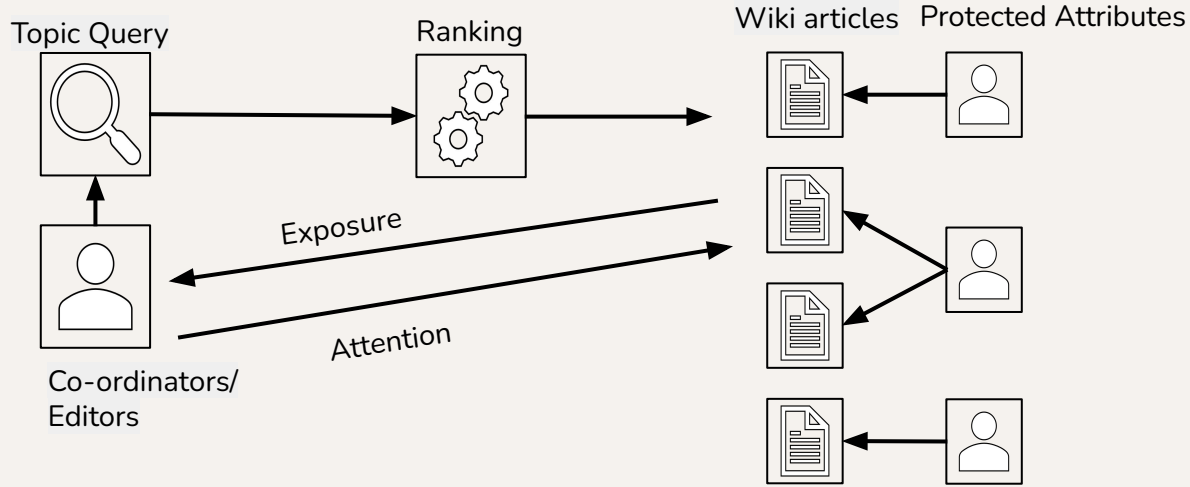 Topic Query
Ranking
Wiki articles
Protected Attributes
Exposure
Attention
Co-ordinators/
Editors